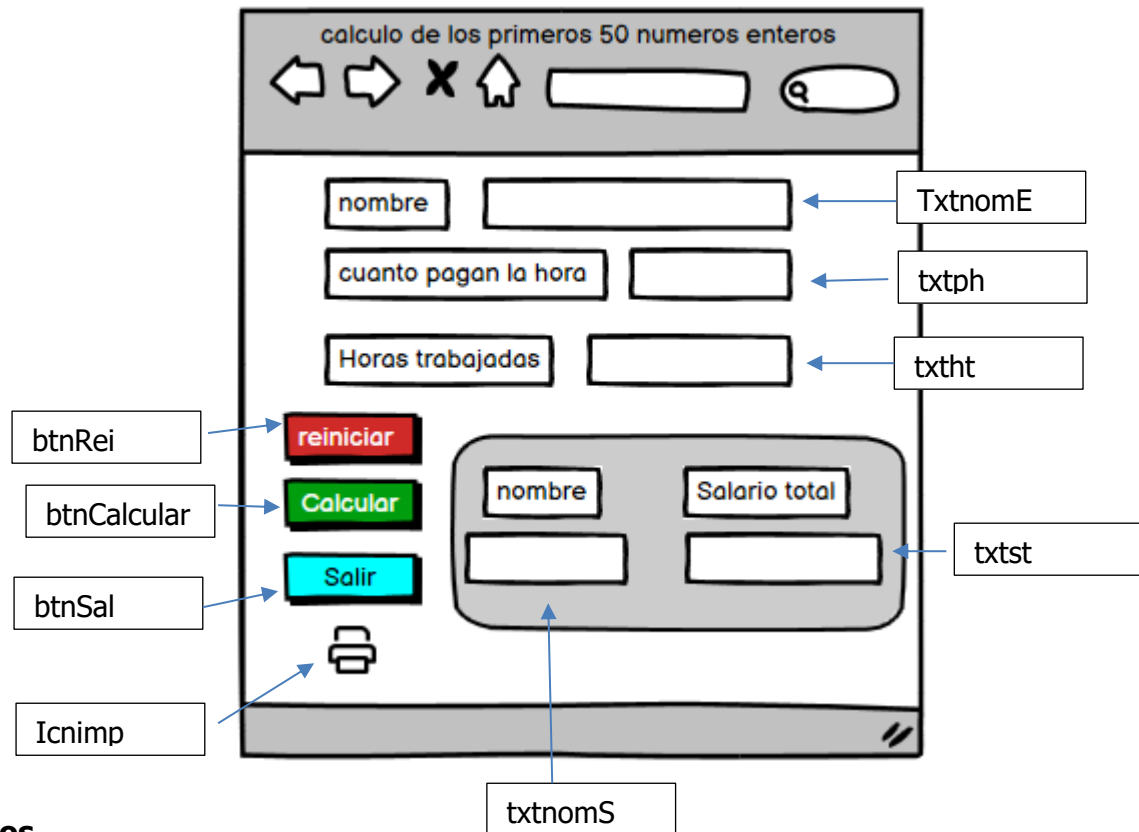 calculo de los primeros 50 numeros enteros
nombre
TxtnomE
cuanto pagan la hora
txtph
Horas trabajadas
txtht
btnRei
reiniciar
btnCalcular
Calcular
nombre
Salario total
txtst
btnSal
Salir
Icnimp
txtnomS